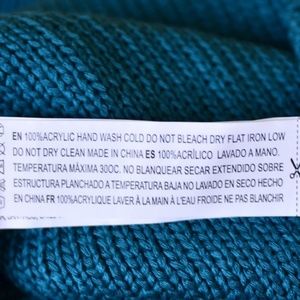 EN 100%ACRYLIC HAND WASH COLD DO NOT BLEACH DRY FLAT IRON LOW
DO NOT DRY CLEAN MADE IN CHINA ES 100%ACRÍLICO LAVADO A MANO.
TEMPERATURA MÁXIMA 30OC. NO BLANQUEAR SECAR EXTENDIDO SOBRE
ESTRUCTURA PLANCHADO A TEMPERATURA BAJA NO LAVADO EN SECO HECHO
EN CHINA FR 100%ACRYLIQUE LAVER À LA MAIN À L'EAU FROIDE NE PAS BLANCHIR